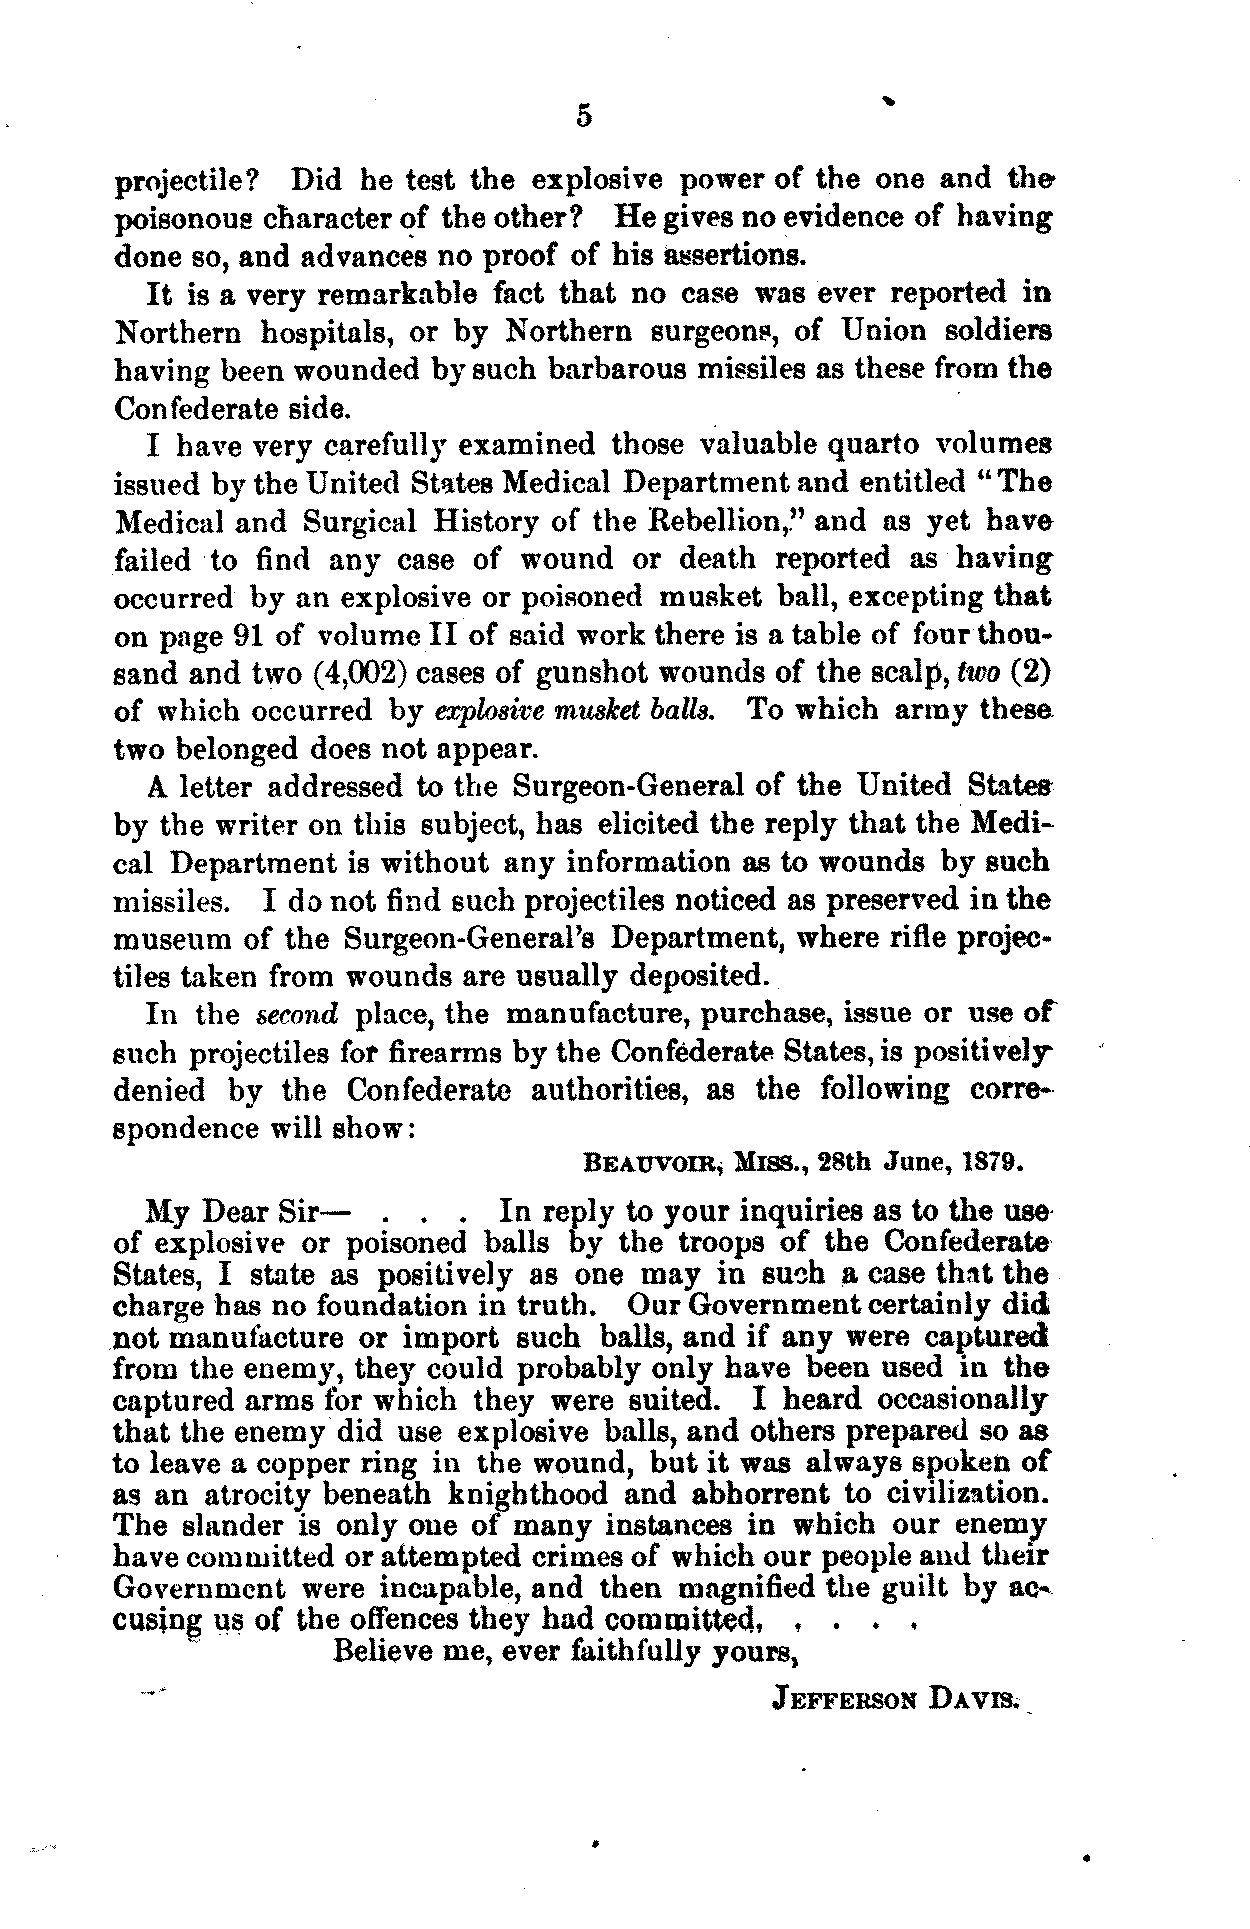 5
projectile? Did he test the explosive power of the one and the
poisonous character of the other? He gives no evidence of having
done so, and advances no proof of his assertions.
It is a very remarkable fact that no case was ever reported in
Northern hospitals, or by Northern surgeons, of Union soldiers
having been wounded by such barbarous missiles as these from the
Confederate side.
I have very carefully examined those valuable quarto volumes
issued by the United States Medical Department and entitled "The
Medical and Surgical History of the Rebellion," and as yet have
failed to find any case of wound or death reported as having
occurred by an explosive or poisoned musket ball, excepting that
on page 91 of volume II of said work there is a table of four thou-
sand and two (4,002) cases of gunshot wounds of the scalp, two (2)
of which occurred by explosive musket balls. To which army these
two belonged does not appear.
A letter addressed to the Surgeon-General of the United States
by the writer on this subject, has elicited the reply that the Medi-
cal Department is without any information as to wounds by such
missiles. I do not find such projectiles noticed as preserved in the
museum of the Surgeon-General's Department, where rifle projec-
tiles taken from wounds are usually deposited.
In the second place, the manufacture, purchase, issue or use of
such projectiles for firearms by the Confederate States, is positively
denied by the Confederate authorities, as the following corre-
spondence will show:
BEAUVOIR, MISS., 28th June, 1879.
My Dear Sir— . . . In reply to your inquiries as to the use
of explosive or poisoned balls by the troops of the Confederate
States, I state as positively as one may in such a case that the
charge has no foundation in truth. Our Government certainly did
not manufacture or import such balls, and if any were captured
from the enemy, they could probably only have been used in the
captured arms for which they were suited. I heard occasionally
that the enemy did use explosive balls, and others prepared so as
to leave a copper ring in the wound, but it was always spoken of
as an atrocity beneath knighthood and abhorrent to civilization.
The slander is only one of many instances in which our enemy
have committed or attempted crimes of which our people and their
Government were incapable, and then magnified the guilt by ac-
cusing us of the offences they had committed. . . . .
Believe me, ever faithfully yours,
JEFFERSON DAVIS.